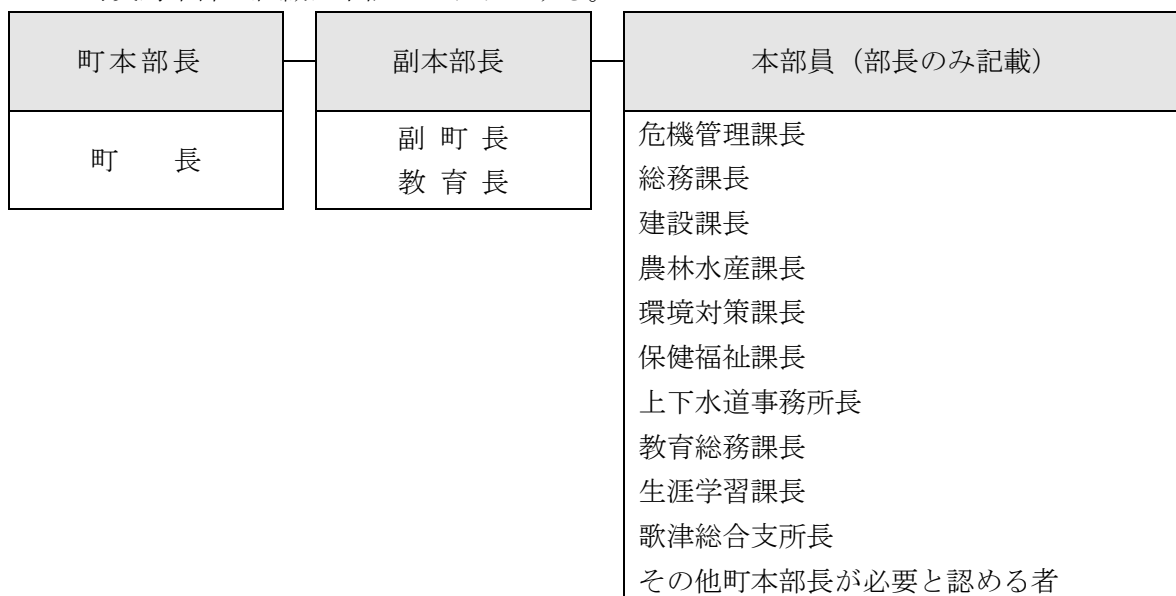 町本部長
副本部長
本部員（部長のみ記載）
町　　長
副 町 長
教 育 長
危機管理課長
総務課長
建設課長
農林水産課長
環境対策課長
保健福祉課長
上下水道事務所長
教育総務課長
生涯学習課長
歌津総合支所長
その他町本部長が必要と認める者